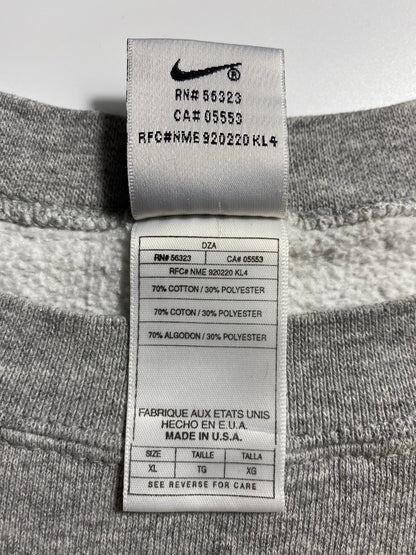 ®
RN# 56323
CA# 05553
RFC#NME 920220 KL4
DZA
RN# 56323 CA# 05553
RFC# NME 920220 KL4
70% COTTON / 30% POLYESTER
70% COTON / 30% POLYESTER
70% ALGODON / 30% POLYESTER
FABRIQUE AUX ETATS UNIS
HECHO EN E.U.A.
MADE IN U.S.A.
SIZE TAILLE TALLA
XL TG XG
SEE REVERSE FOR CARE